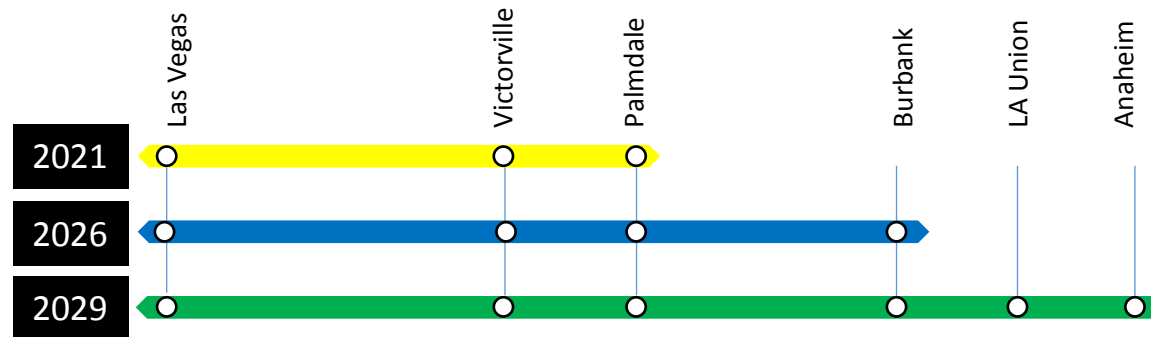 Las Vegas
Victorville
Palmdale
Burbank
LA Union
Anaheim
2021
2026
2029